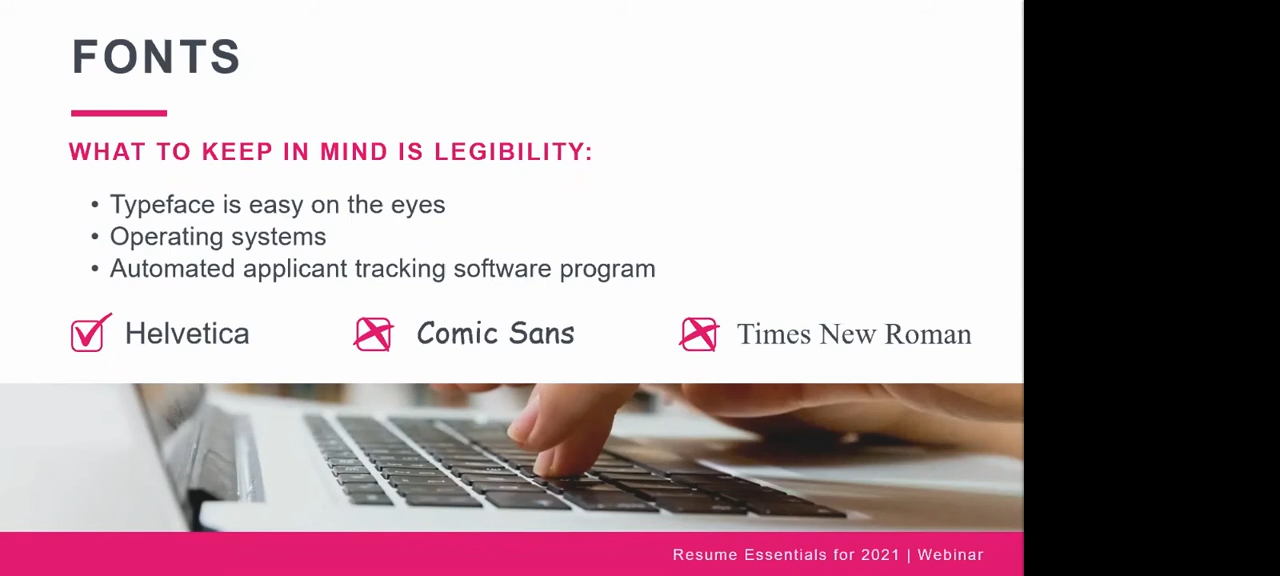 FONTS
WHAT TO KEEP IN MIND IS LEGIBILITY:
• Typeface is easy on the eyes
• Operating systems
• Automated applicant tracking software program
Helvetica
Comic Sans
Times New Roman
Resume Essentials for 2021 | Webinar